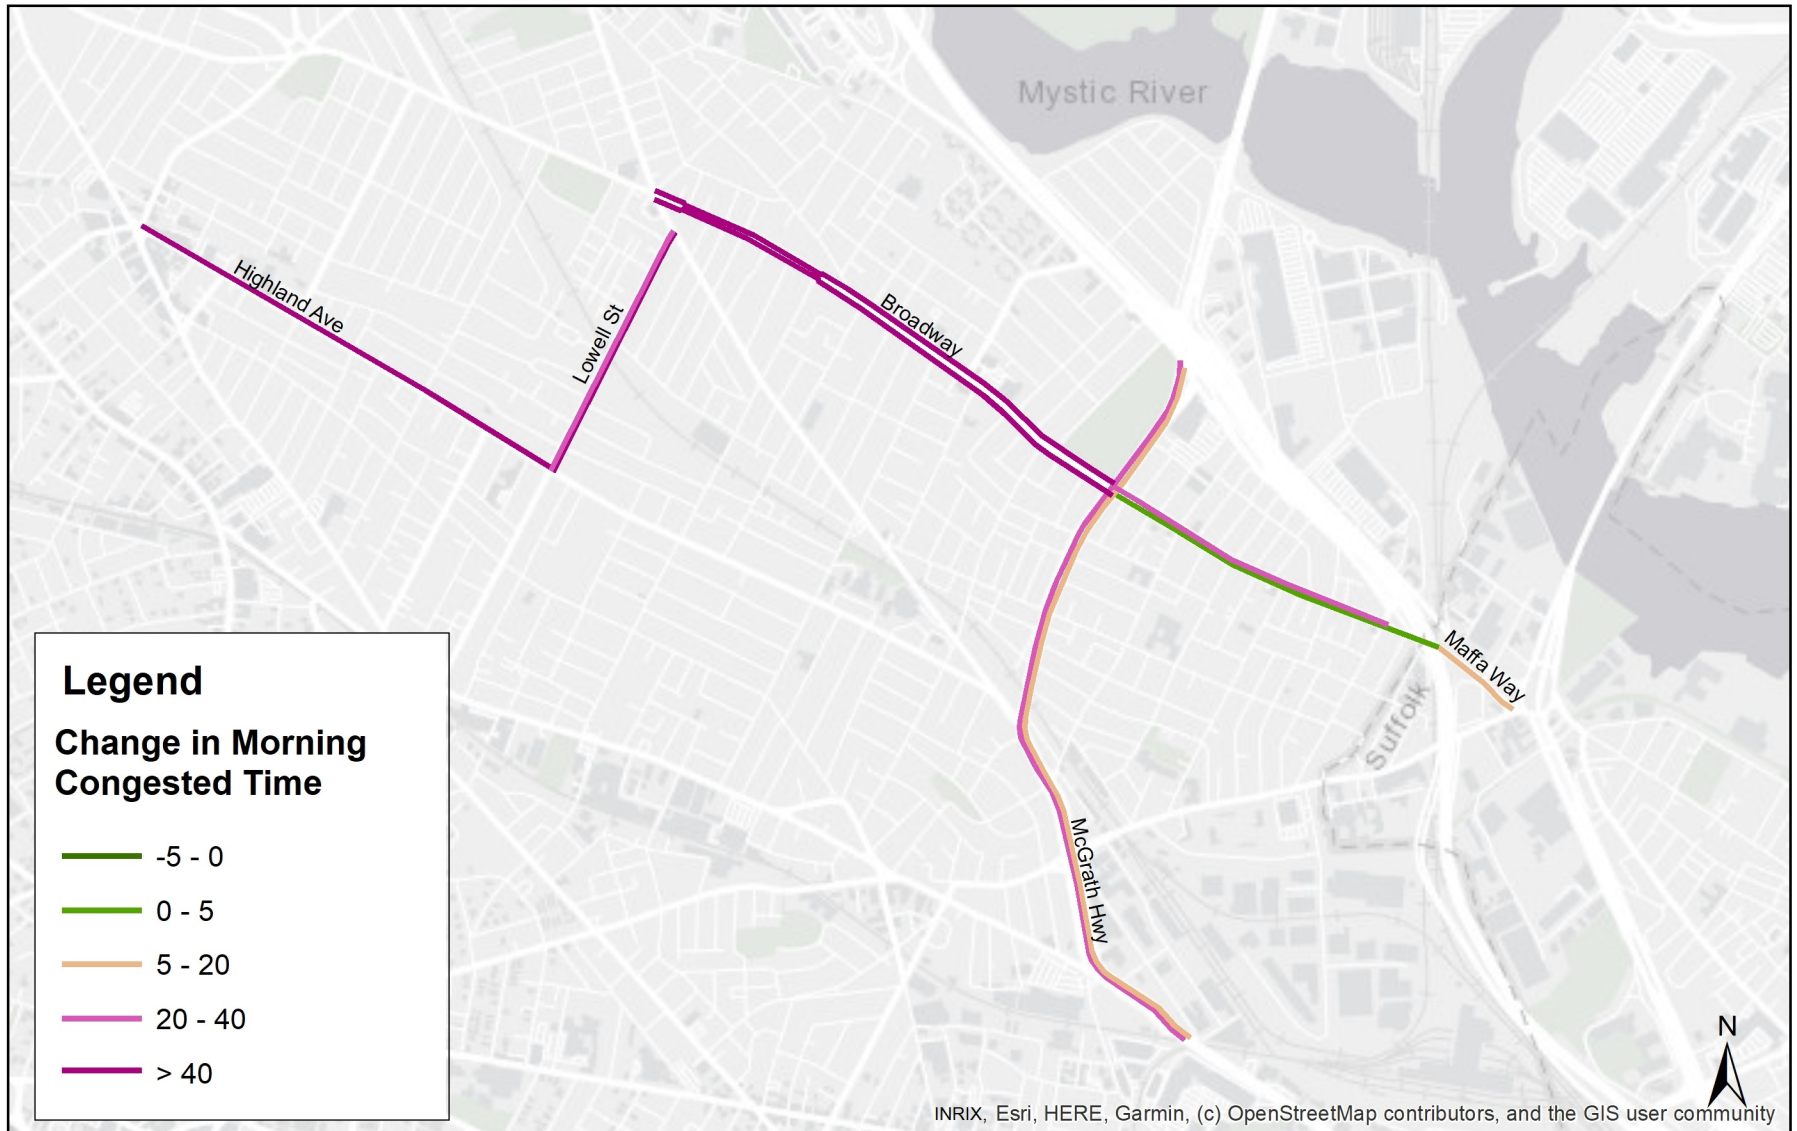 Mystic River
Highland Ave
Lowell St
Broadway
Maffa Way
Suffolk
McGrath Hwy
Legend
Change in Morning
Congested Time
-5 - 0
0 - 5
5 - 20
20 - 40
> 40
N
INRIX, Esri, HERE, Garmin, (c) OpenStreetMap contributors, and the GIS user community